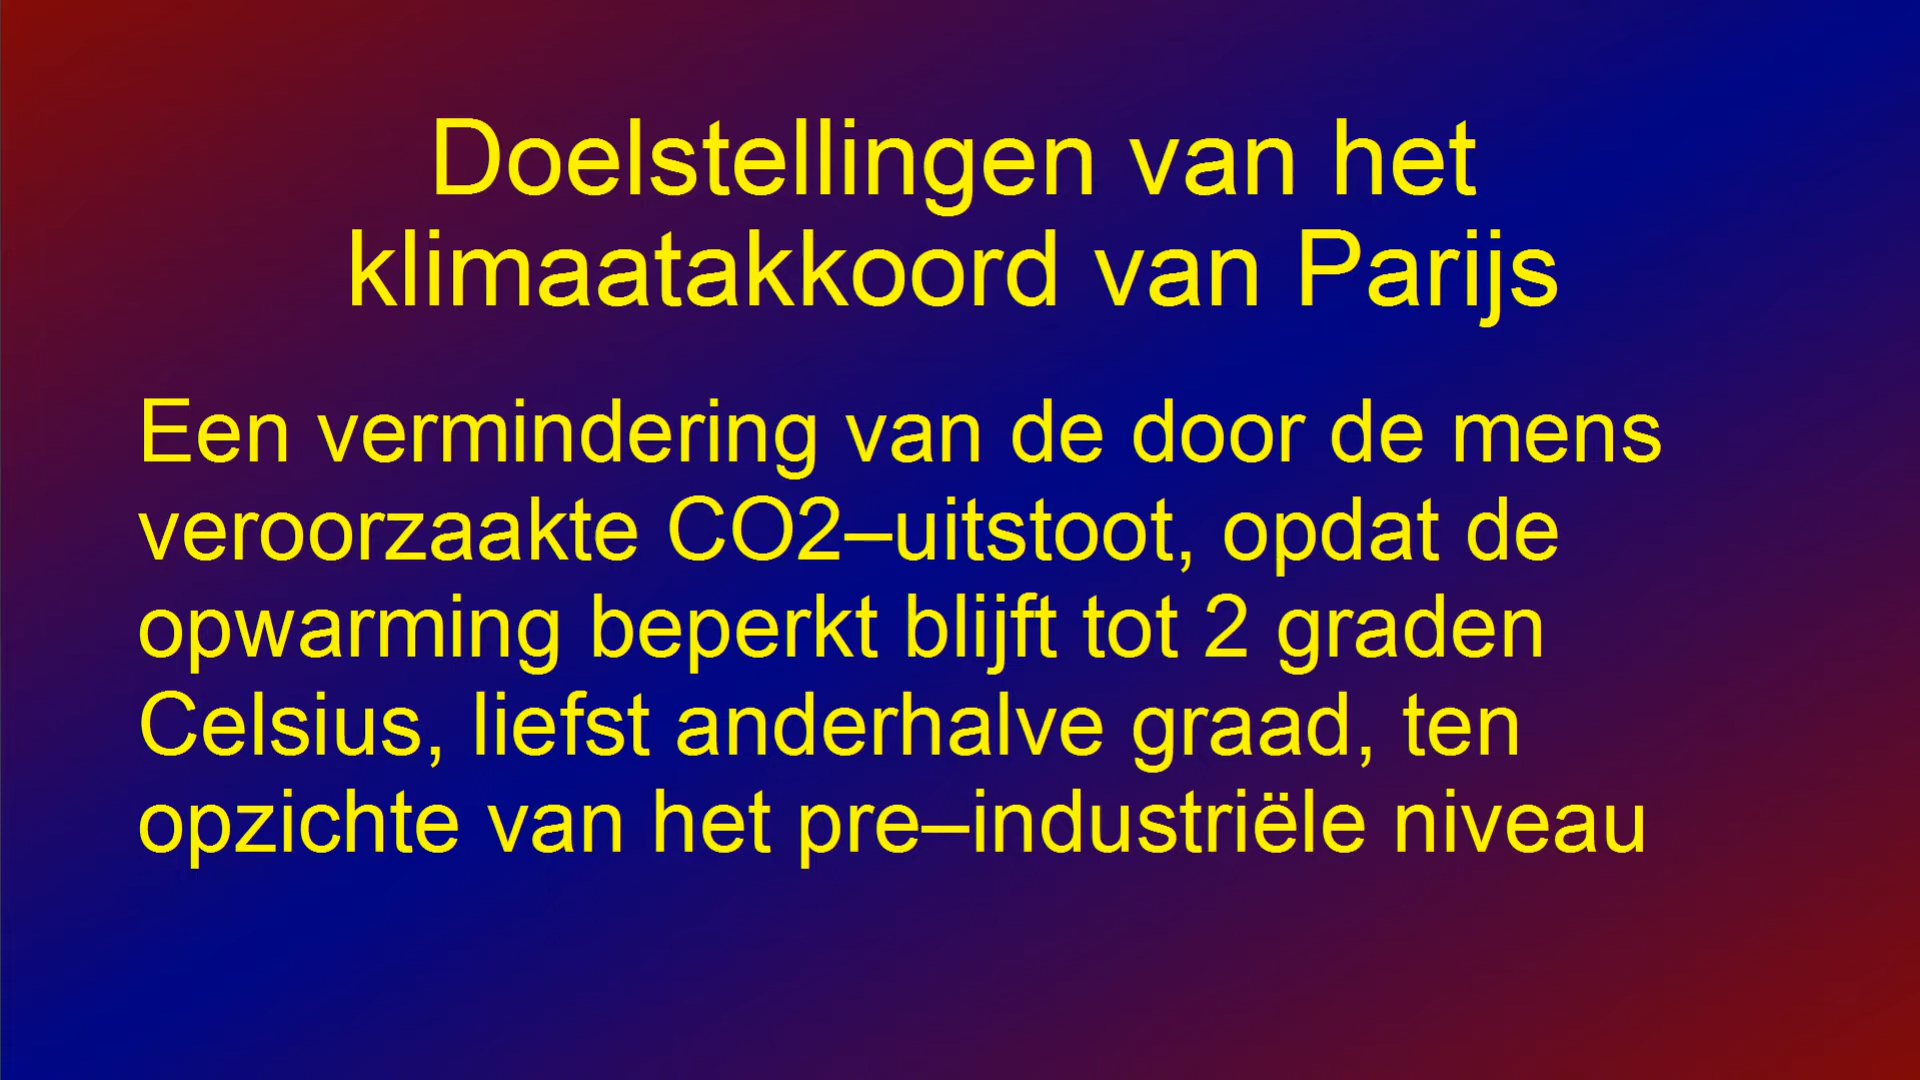 Doelstellingen van het
klimaatakkoord van Parijs
Een vermindering van de door de mens
veroorzaakte CO2–uitstoot, opdat de
opwarming beperkt blijft tot 2 graden
Celsius, liefst anderhalve graad, ten
opzichte van het pre–industriële niveau